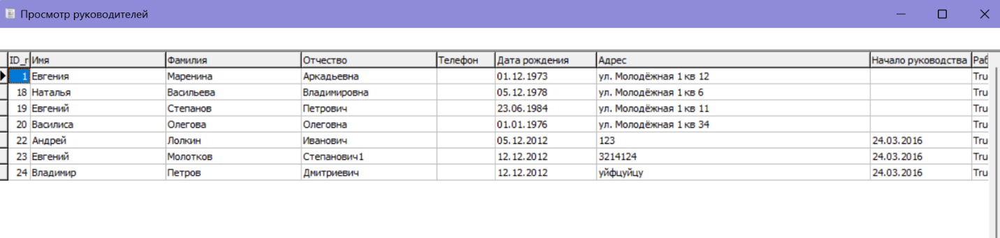 Просмотр руководителей
ID_r Имя Фамилия Отчество Телефон Дата рождения Адрес Начало руководства Раб
1 Евгения Маренина Аркадьевна 01.12.1973 ул. Молодёжная 1 кв 12 Tru
18 Наталья Васильева Владимировна 05.12.1978 ул. Молодёжная 1 кв 6 Tru
19 Евгений Степанов Петрович 23.06.1984 ул. Молодёжная 1 кв 11 Tru
20 Василиса Олегова Олеговна 01.01.1976 ул. Молодёжная 1 кв 34 Tru
22 Андрей Лолкин Иванович 05.12.2012 123 24.03.2016 Tru
23 Евгений Молотков Степанович1 12.12.2012 3214124 24.03.2016 Tru
24 Владимир Петров Дмитриевич 12.12.2012 уйфцуйцу 24.03.2016 Tru